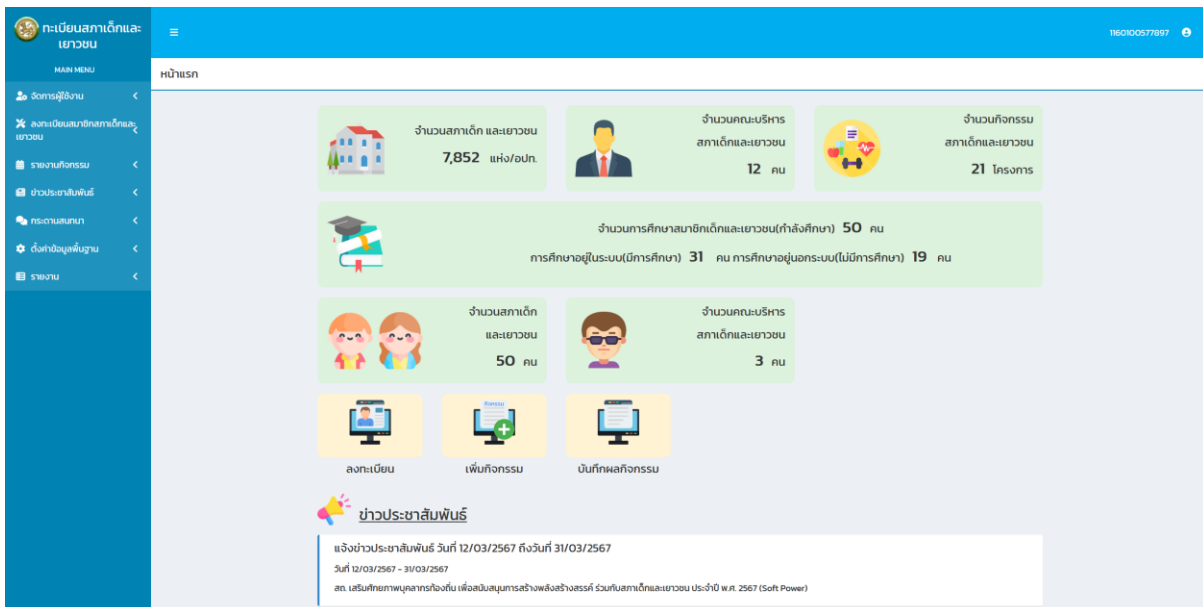 ทะเบียนสภาเด็กและ
เยาวชน
1160100577897
MAIN MENU
หน้าแรก
จัดการผู้ใช้งาน
ลงทะเบียนสมาชิกสภาเด็กและ
เยาวชน
รายงานกิจกรรม
ข่าวประชาสัมพันธ์
กระดานสนทนา
ตั้งค่าข้อมูลพื้นฐาน
รายงาน
จำนวนสภาเด็ก และเยาวชน
7,852 แห่ง/อปท.
จำนวนคณะบริหาร
สภาเด็กและเยาวชน
12 คน
จำนวนกิจกรรม
สภาเด็กและเยาวชน
21 โครงการ
จำนวนการศึกษาสมาชิกเด็กและเยาวชน(กำลังศึกษา) 50 คน
การศึกษาอยู่ในระบบ(มีการศึกษา) 31 คน การศึกษาอยู่นอกระบบ(ไม่มีการศึกษา) 19 คน
จำนวนสภาเด็ก
และเยาวชน
50 คน
จำนวนคณะบริหาร
สภาเด็กและเยาวชน
3 คน
กิจกรรม
ลงทะเบียน
เพิ่มกิจกรรม
บันทึกผลกิจกรรม
ข่าวประชาสัมพันธ์
แจ้งข่าวประชาสัมพันธ์ วันที่ 12/03/2567 ถึงวันที่ 31/03/2567
วันที่ 12/03/2567 - 31/03/2567
สถ. เสริมศักยภาพบุคลากรท้องถิ่น เพื่อสนับสนุนการสร้างพลังสร้างสรรค์ ร่วมกับสภาเด็กและเยาวชน ประจำปี พ.ศ. 2567 (Soft Power)